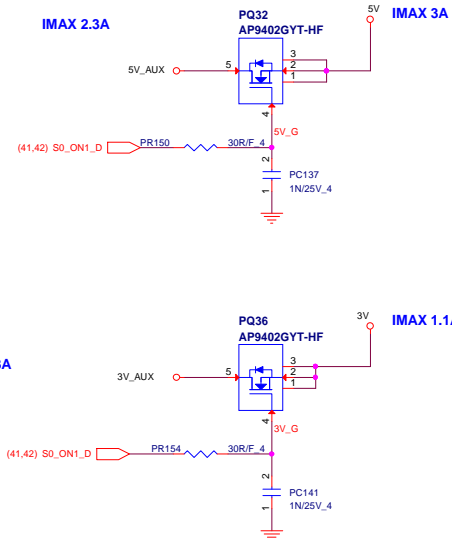 IMAX 2.3A
PQ32
AP9402GYT-HF
5V
IMAX 3A
5V_AUX
5
3
2
1
4
5V_G
(41,42) S0_ON1_D
PR150
30R/F_4
2
1
PC137
1N/25V_4
PQ36
AP9402GYT-HF
3V
IMAX 1.1A
3A
3V_AUX
5
3
2
1
4
3V_G
(41,42) S0_ON1_D
PR154
30R/F_4
2
1
PC141
1N/25V_4